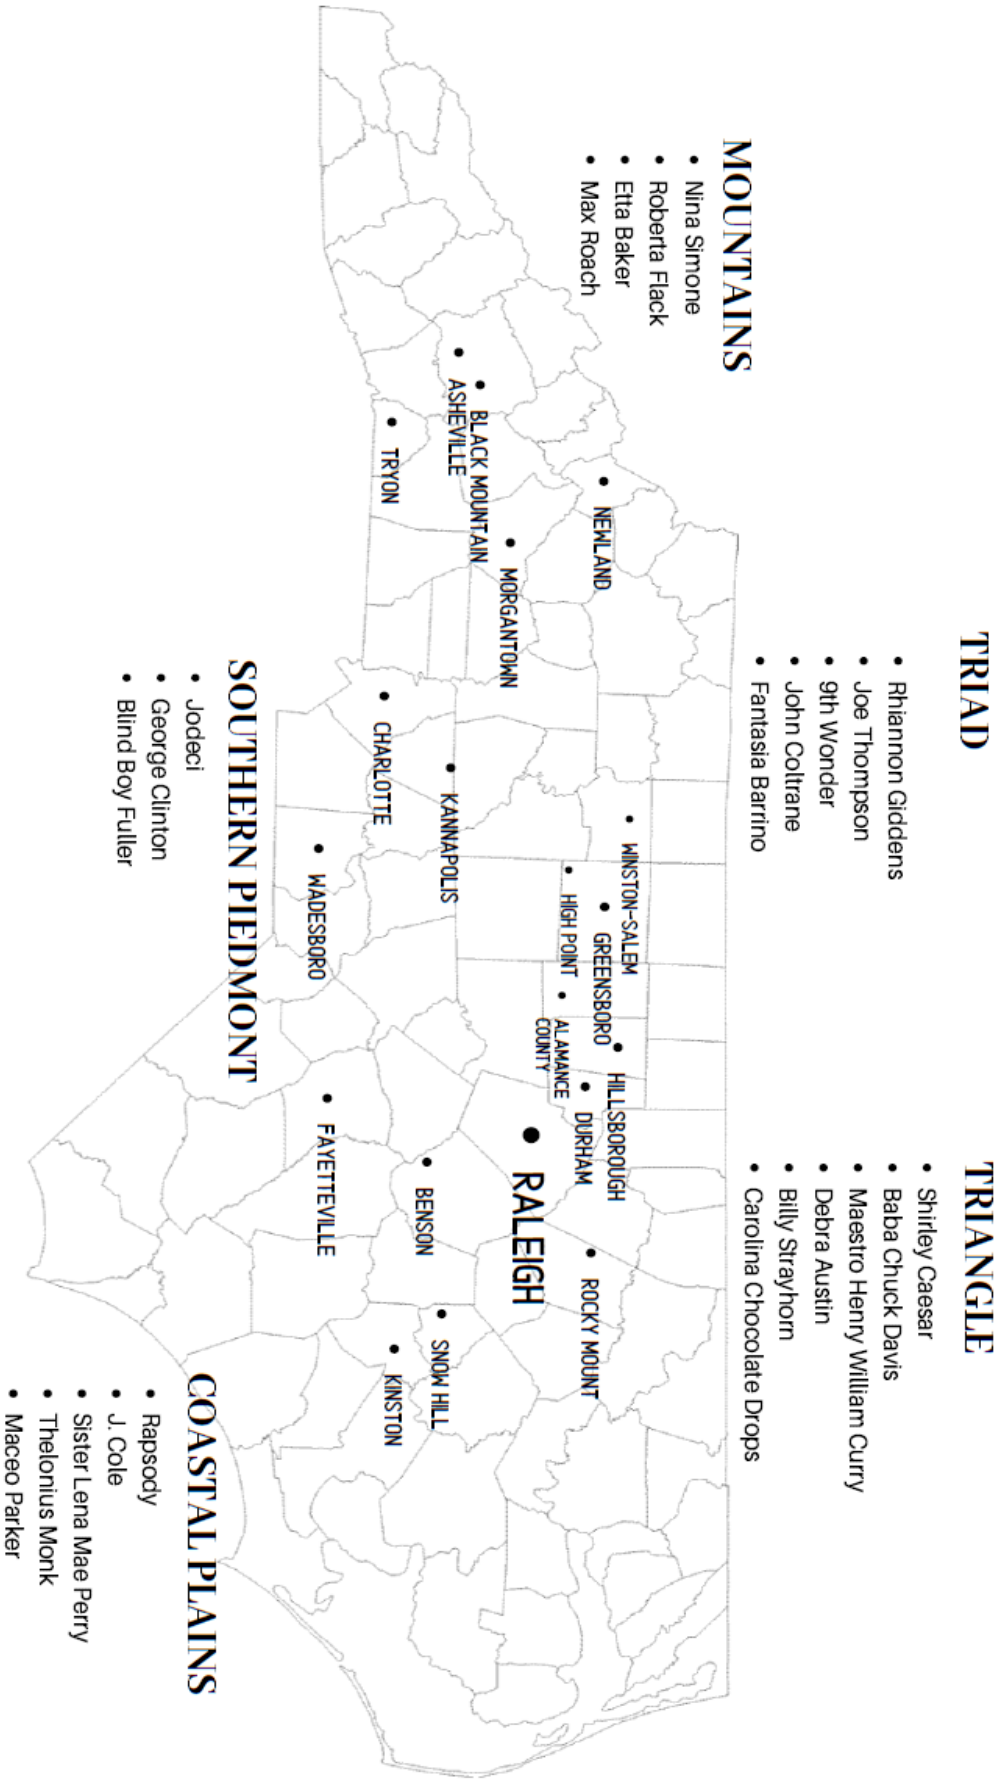 TRIAD
• Rhiannon Giddens
• Joe Thompson
• 9th Wonder
• John Coltrane
• Fantasia Barrino
TRIANGLE
• Shirley Caesar
• Baba Chuck Davis
• Maestro Henry William Curry
• Debra Austin
• Billy Strayhorn
• Carolina Chocolate Drops
MOUNTAINS
• Nina Simone
• Roberta Flack
• Etta Baker
• Max Roach
NEWLAND
MORGANTOWN
BLACK MOUNTAIN
ASHEVILLE
TRYON
WINSTON-SALEM
GREENSBORO
HIGH POINT
ALAMANCE
COUNTY
HILLSBOROUGH
DURHAM
RALEIGH
ROCKY MOUNT
KANNAPOLIS
CHARLOTTE
WADESBORO
BENSON
FAYETTEVILLE
SNOW HILL
KINSTON
SOUTHERN PIEDMONT
• Jodeci
• George Clinton
• Blind Boy Fuller
COASTAL PLAINS
• Rapsody
• J. Cole
• Sister Lena Mae Perry
• Thelonius Monk
• Maceo Parker